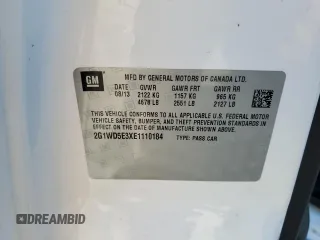 GM
MFD BY GENERAL MOTORS OF CANADA LTD.
DATE GVWR GAWR FRT GAWR RR
08/13 2122 KG 1157 KG 965 KG
4678 LB 2551 LB 2127 LB
THIS VEHICLE CONFORMS TO ALL APPLICABLE U.S. FEDERAL MOTOR
VEHICLE SAFETY, BUMPER, AND THEFT PREVENTION STANDARDS
IN EFFECT ON THE DATE OF MANUFACTURE SHOWN ABOVE.
2G1WD5E3XE1110184 TYPE: PASS CAR
DREAMBID